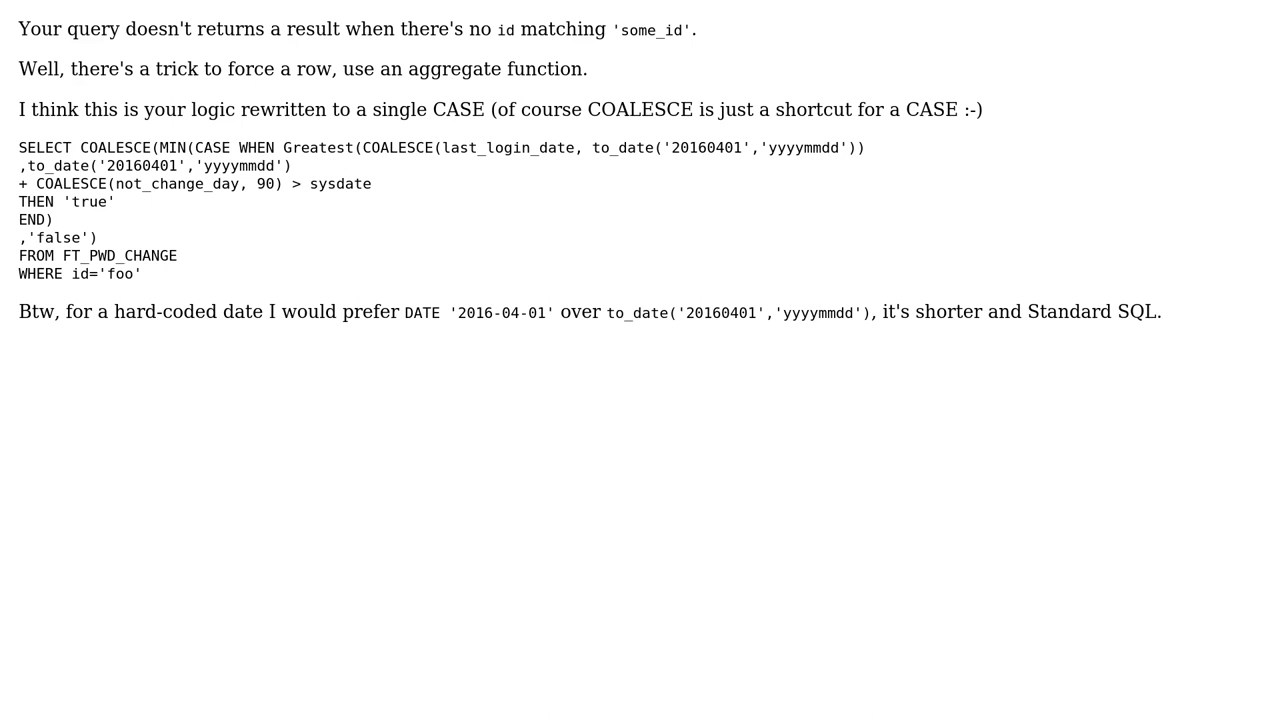 Your query doesn't returns a result when there's no id matching 'some_id'.
Well, there's a trick to force a row, use an aggregate function.
I think this is your logic rewritten to a single CASE (of course COALESCE is just a shortcut for a CASE :-)
SELECT COALESCE(MIN(CASE WHEN Greatest(COALESCE(last_login_date, to_date('20160401','yyyymmdd'))
,to_date('20160401','yyyymmdd')
+ COALESCE(not_change_day, 90) > sysdate
THEN 'true'
END)
,'false')
FROM FT_PWD_CHANGE
WHERE id='foo'
Btw, for a hard-coded date I would prefer DATE '2016-04-01' over to_date('20160401','yyyymmdd'), it's shorter and Standard SQL.